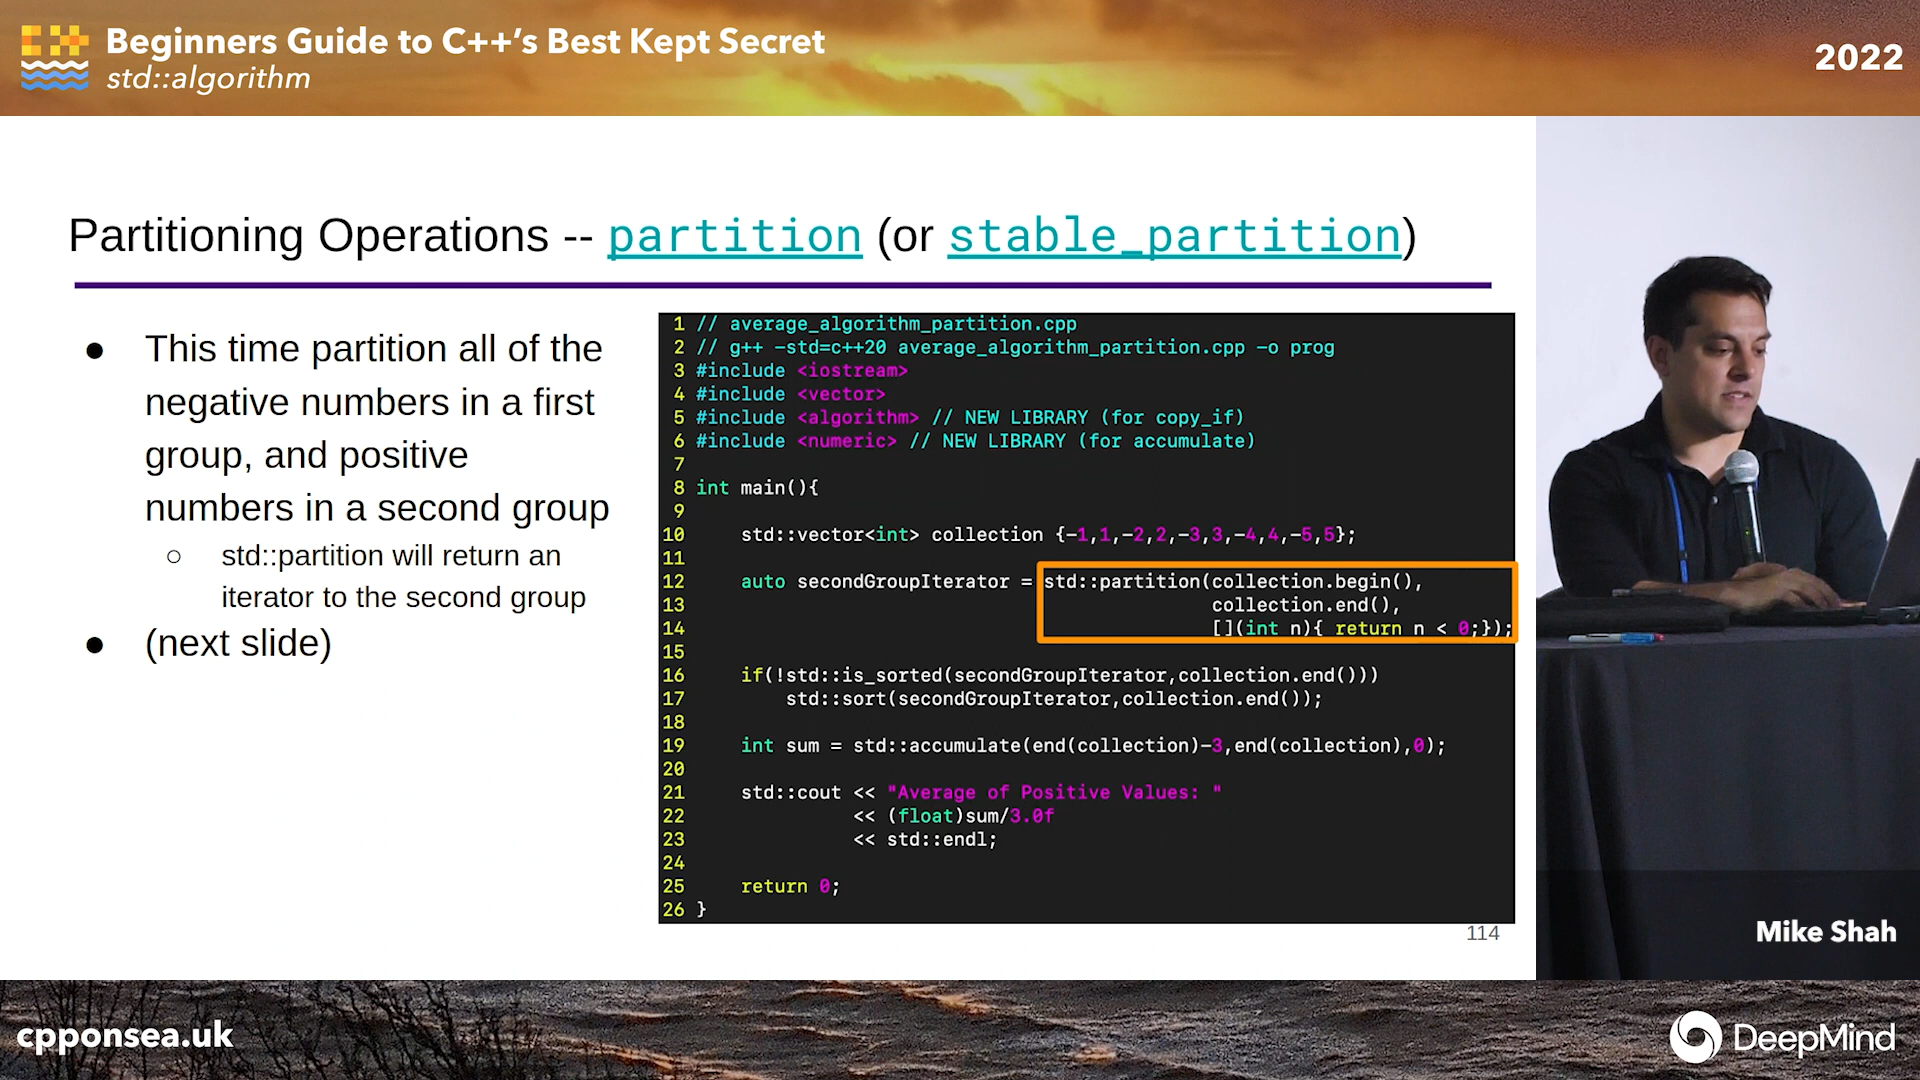 Beginners Guide to C++’s Best Kept Secret
std::algorithm
2022
Partitioning Operations -- partition (or stable_partition)
● This time partition all of the
negative numbers in a first
group, and positive
numbers in a second group
○ std::partition will return an
iterator to the second group
● (next slide)
1 // average_algorithm_partition.cpp
2 // g++ -std=c++20 average_algorithm_partition.cpp -o prog
3 #include <iostream>
4 #include <vector>
5 #include <algorithm> // NEW LIBRARY (for copy_if)
6 #include <numeric> // NEW LIBRARY (for accumulate)
7
8 int main(){
9
10     std::vector<int> collection {-1,1,-2,2,-3,3,-4,4,-5,5};
11
12     auto secondGroupIterator = std::partition(collection.begin(),
13                                               collection.end(),
14                                               [](int n){ return n < 0;});
15
16     if(!std::is_sorted(secondGroupIterator,collection.end()))
17         std::sort(secondGroupIterator,collection.end());
18
19     int sum = std::accumulate(end(collection)-3,end(collection),0);
20
21     std::cout << "Average of Positive Values: "
22               << (float)sum/3.0f
23               << std::endl;
24
25     return 0;
26 }
114
Mike Shah
cpponsea.uk
DeepMind